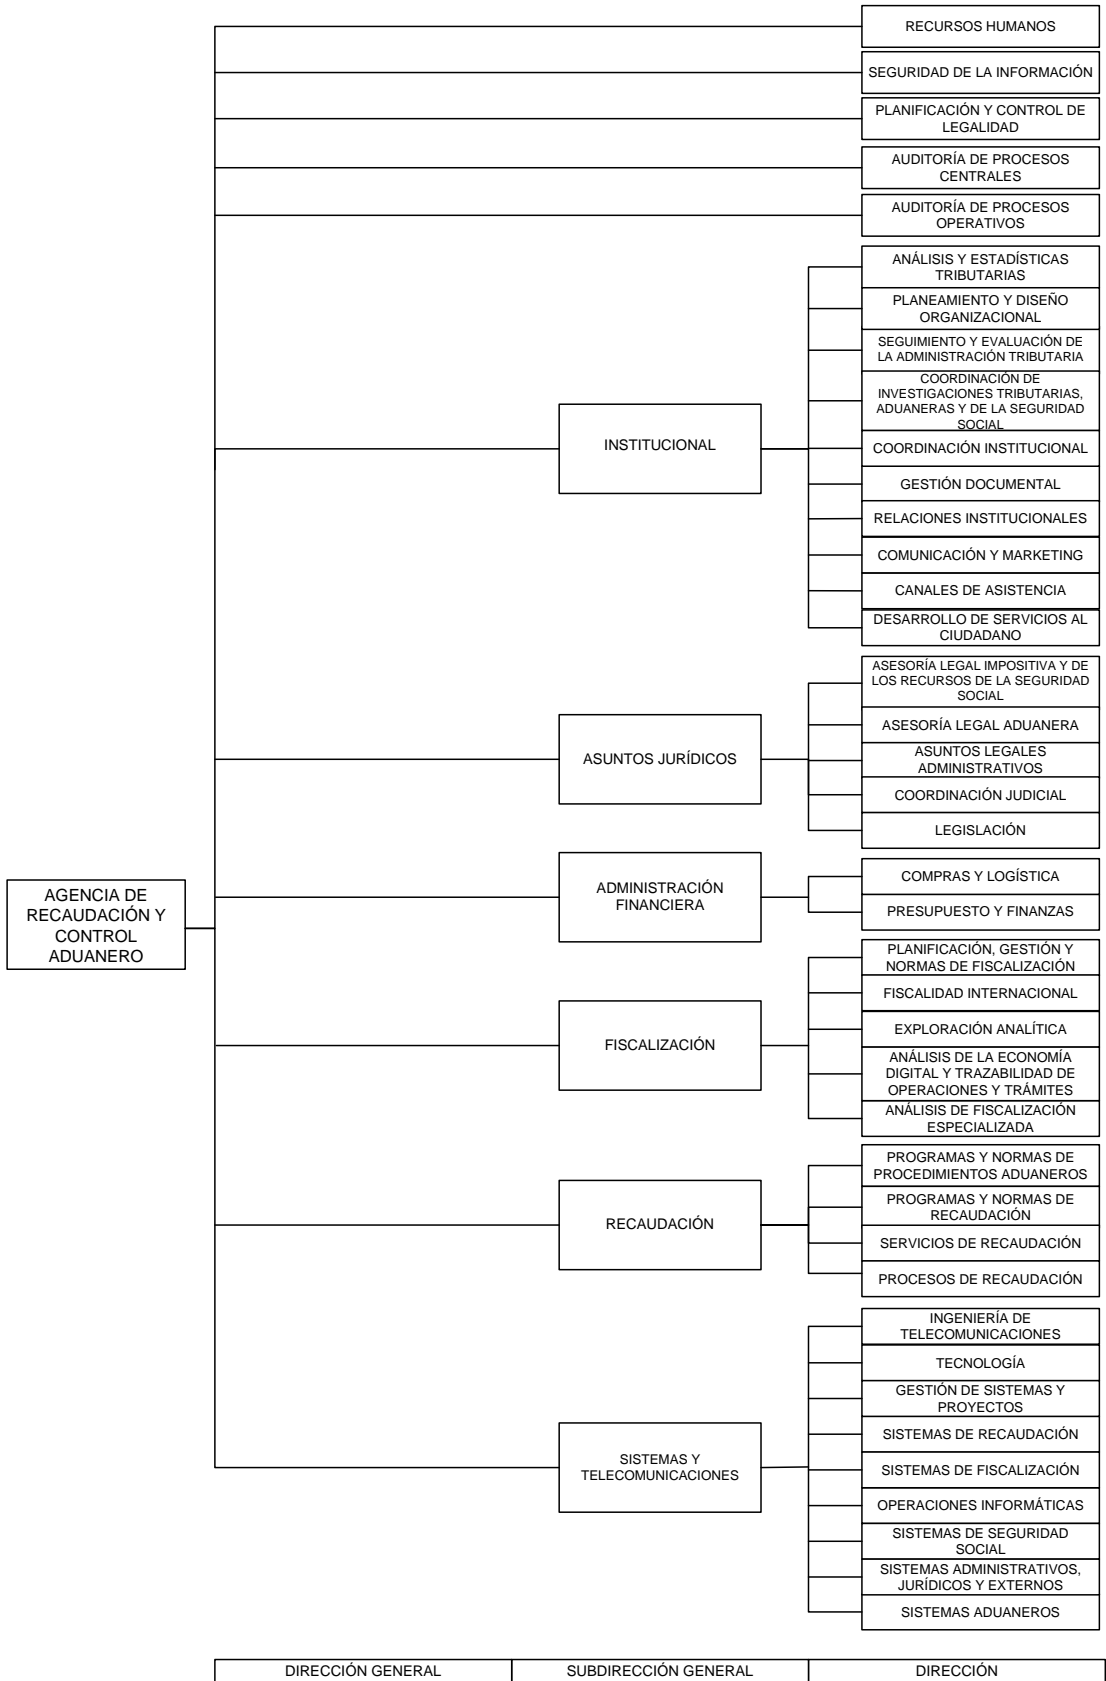 RECURSOS HUMANOS
SEGURIDAD DE LA INFORMACIÓN
PLANIFICACIÓN Y CONTROL DE
LEGALIDAD
AUDITORÍA DE PROCESOS
CENTRALES
AUDITORÍA DE PROCESOS
OPERATIVOS
ANÁLISIS Y ESTADÍSTICAS
TRIBUTARIAS
PLANEAMIENTO Y DISEÑO
ORGANIZACIONAL
SEGUIMIENTO Y EVALUACIÓN DE
LA ADMINISTRACIÓN TRIBUTARIA
COORDINACIÓN DE
INVESTIGACIONES TRIBUTARIAS,
ADUANERAS Y DE LA SEGURIDAD
SOCIAL
INSTITUCIONAL
COORDINACIÓN INSTITUCIONAL
GESTIÓN DOCUMENTAL
RELACIONES INSTITUCIONALES
COMUNICACIÓN Y MARKETING
CANALES DE ASISTENCIA
DESARROLLO DE SERVICIOS AL
CIUDADANO
ASESORÍA LEGAL IMPOSITIVA Y DE
LOS RECURSOS DE LA SEGURIDAD
SOCIAL
ASESORÍA LEGAL ADUANERA
ASUNTOS JURÍDICOS
ASUNTOS LEGALES
ADMINISTRATIVOS
COORDINACIÓN JUDICIAL
LEGISLACIÓN
AGENCIA DE
RECAUDACIÓN Y
CONTROL
ADUANERO
ADMINISTRACIÓN
FINANCIERA
COMPRAS Y LOGÍSTICA
PRESUPUESTO Y FINANZAS
PLANIFICACIÓN, GESTIÓN Y
NORMAS DE FISCALIZACIÓN
FISCALIDAD INTERNACIONAL
FISCALIZACIÓN
EXPLORACIÓN ANALÍTICA
ANÁLISIS DE LA ECONOMÍA
DIGITAL Y TRAZABILIDAD DE
OPERACIONES Y TRÁMITES
ANÁLISIS DE FISCALIZACIÓN
ESPECIALIZADA
PROGRAMAS Y NORMAS DE
PROCEDIMIENTOS ADUANEROS
PROGRAMAS Y NORMAS DE
RECAUDACIÓN
RECAUDACIÓN
SERVICIOS DE RECAUDACIÓN
PROCESOS DE RECAUDACIÓN
INGENIERÍA DE
TELECOMUNICACIONES
TECNOLOGÍA
GESTIÓN DE SISTEMAS Y
PROYECTOS
SISTEMAS DE RECAUDACIÓN
SISTEMAS Y
TELECOMUNICACIONES
SISTEMAS DE FISCALIZACIÓN
OPERACIONES INFORMÁTICAS
SISTEMAS DE SEGURIDAD
SOCIAL
SISTEMAS ADMINISTRATIVOS,
JURÍDICOS Y EXTERNOS
SISTEMAS ADUANEROS
DIRECCIÓN GENERAL
SUBDIRECCIÓN GENERAL
DIRECCIÓN